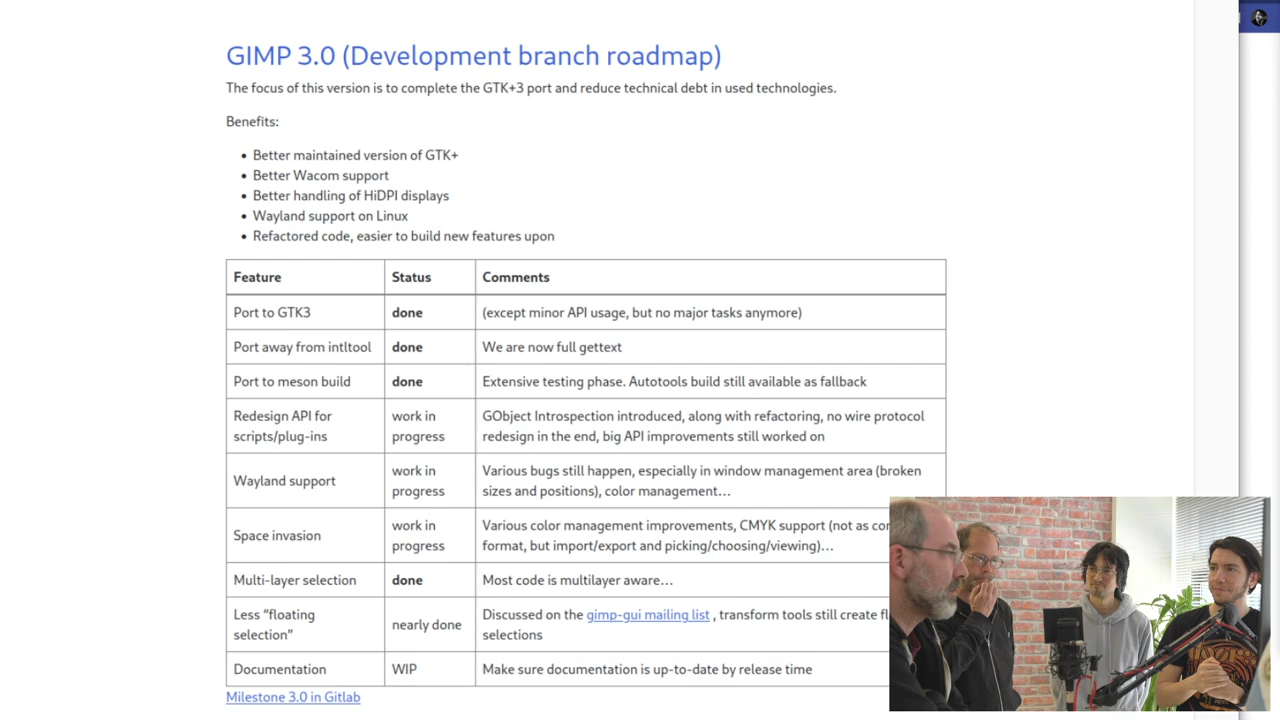 GIMP 3.0 (Development branch roadmap)
The focus of this version is to complete the GTK+3 port and reduce technical debt in used technologies.
Benefits:
• Better maintained version of GTK+
• Better Wacom support
• Better handling of HiDPI displays
• Wayland support on Linux
• Refactored code, easier to build new features upon
Feature Status Comments
Port to GTK3 done (except minor API usage, but no major tasks anymore)
Port away from intltool done We are now full gettext
Port to meson build done Extensive testing phase. Autotools build still available as fallback
Redesign API for work in GObject Introspection introduced, along with refactoring, no wire protocol
scripts/plug-ins progress redesign in the end, big API improvements still worked on
Wayland support work in Various bugs still happen, especially in window management area (broken
progress sizes and positions), color management…
Space invasion work in Various color management improvements, CMYK support (not as
progress format, but import/export and picking/choosing/viewing)…
Multi-layer selection done Most code is multilayer aware…
Less "floating nearly done Discussed on the gimp-gui mailing list , transform tools still create
selection" selections
Documentation WIP Make sure documentation is up-to-date by release time
Milestone 3.0 in Gitlab